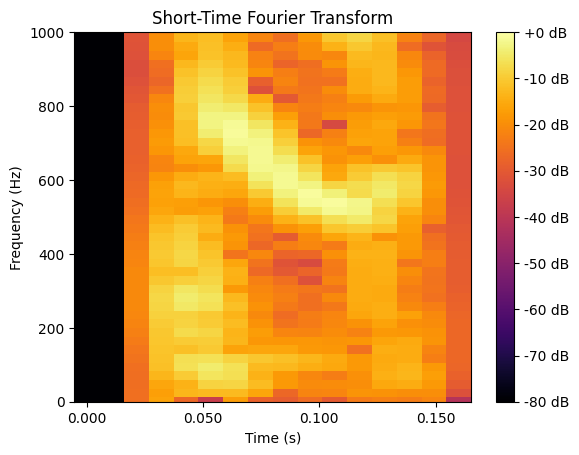 Short-Time Fourier Transform
Frequency (Hz)
1000
800
600
400
200
0
0.000
0.050
0.100
0.150
Time (s)
+0 dB
-10 dB
-20 dB
-30 dB
-40 dB
-50 dB
-60 dB
-70 dB
-80 dB